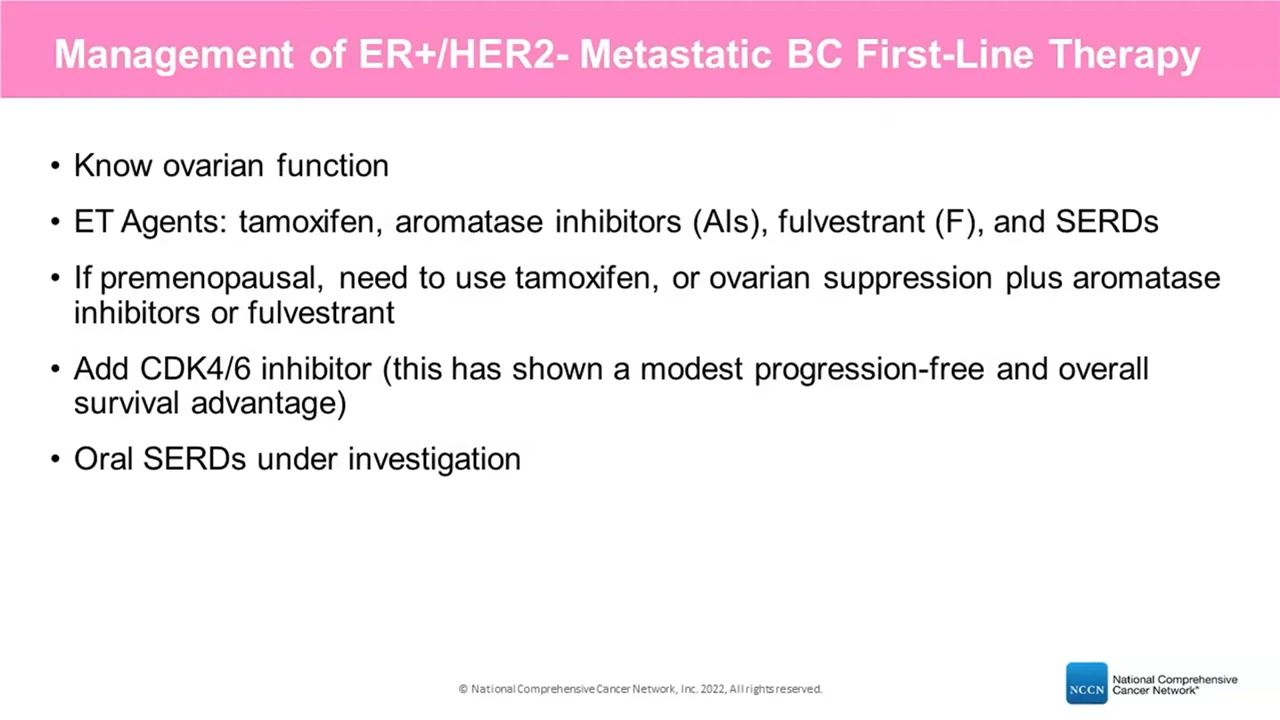 Management of ER+/HER2- Metastatic BC First-Line Therapy
• Know ovarian function
• ET Agents: tamoxifen, aromatase inhibitors (AIs), fulvestrant (F), and SERDs
• If premenopausal, need to use tamoxifen, or ovarian suppression plus aromatase
inhibitors or fulvestrant
• Add CDK4/6 inhibitor (this has shown a modest progression-free and overall
survival advantage)
• Oral SERDs under investigation
© National Comprehensive Cancer Network, Inc. 2022, All rights reserved.
NCCN
National Comprehensive
Cancer Network®